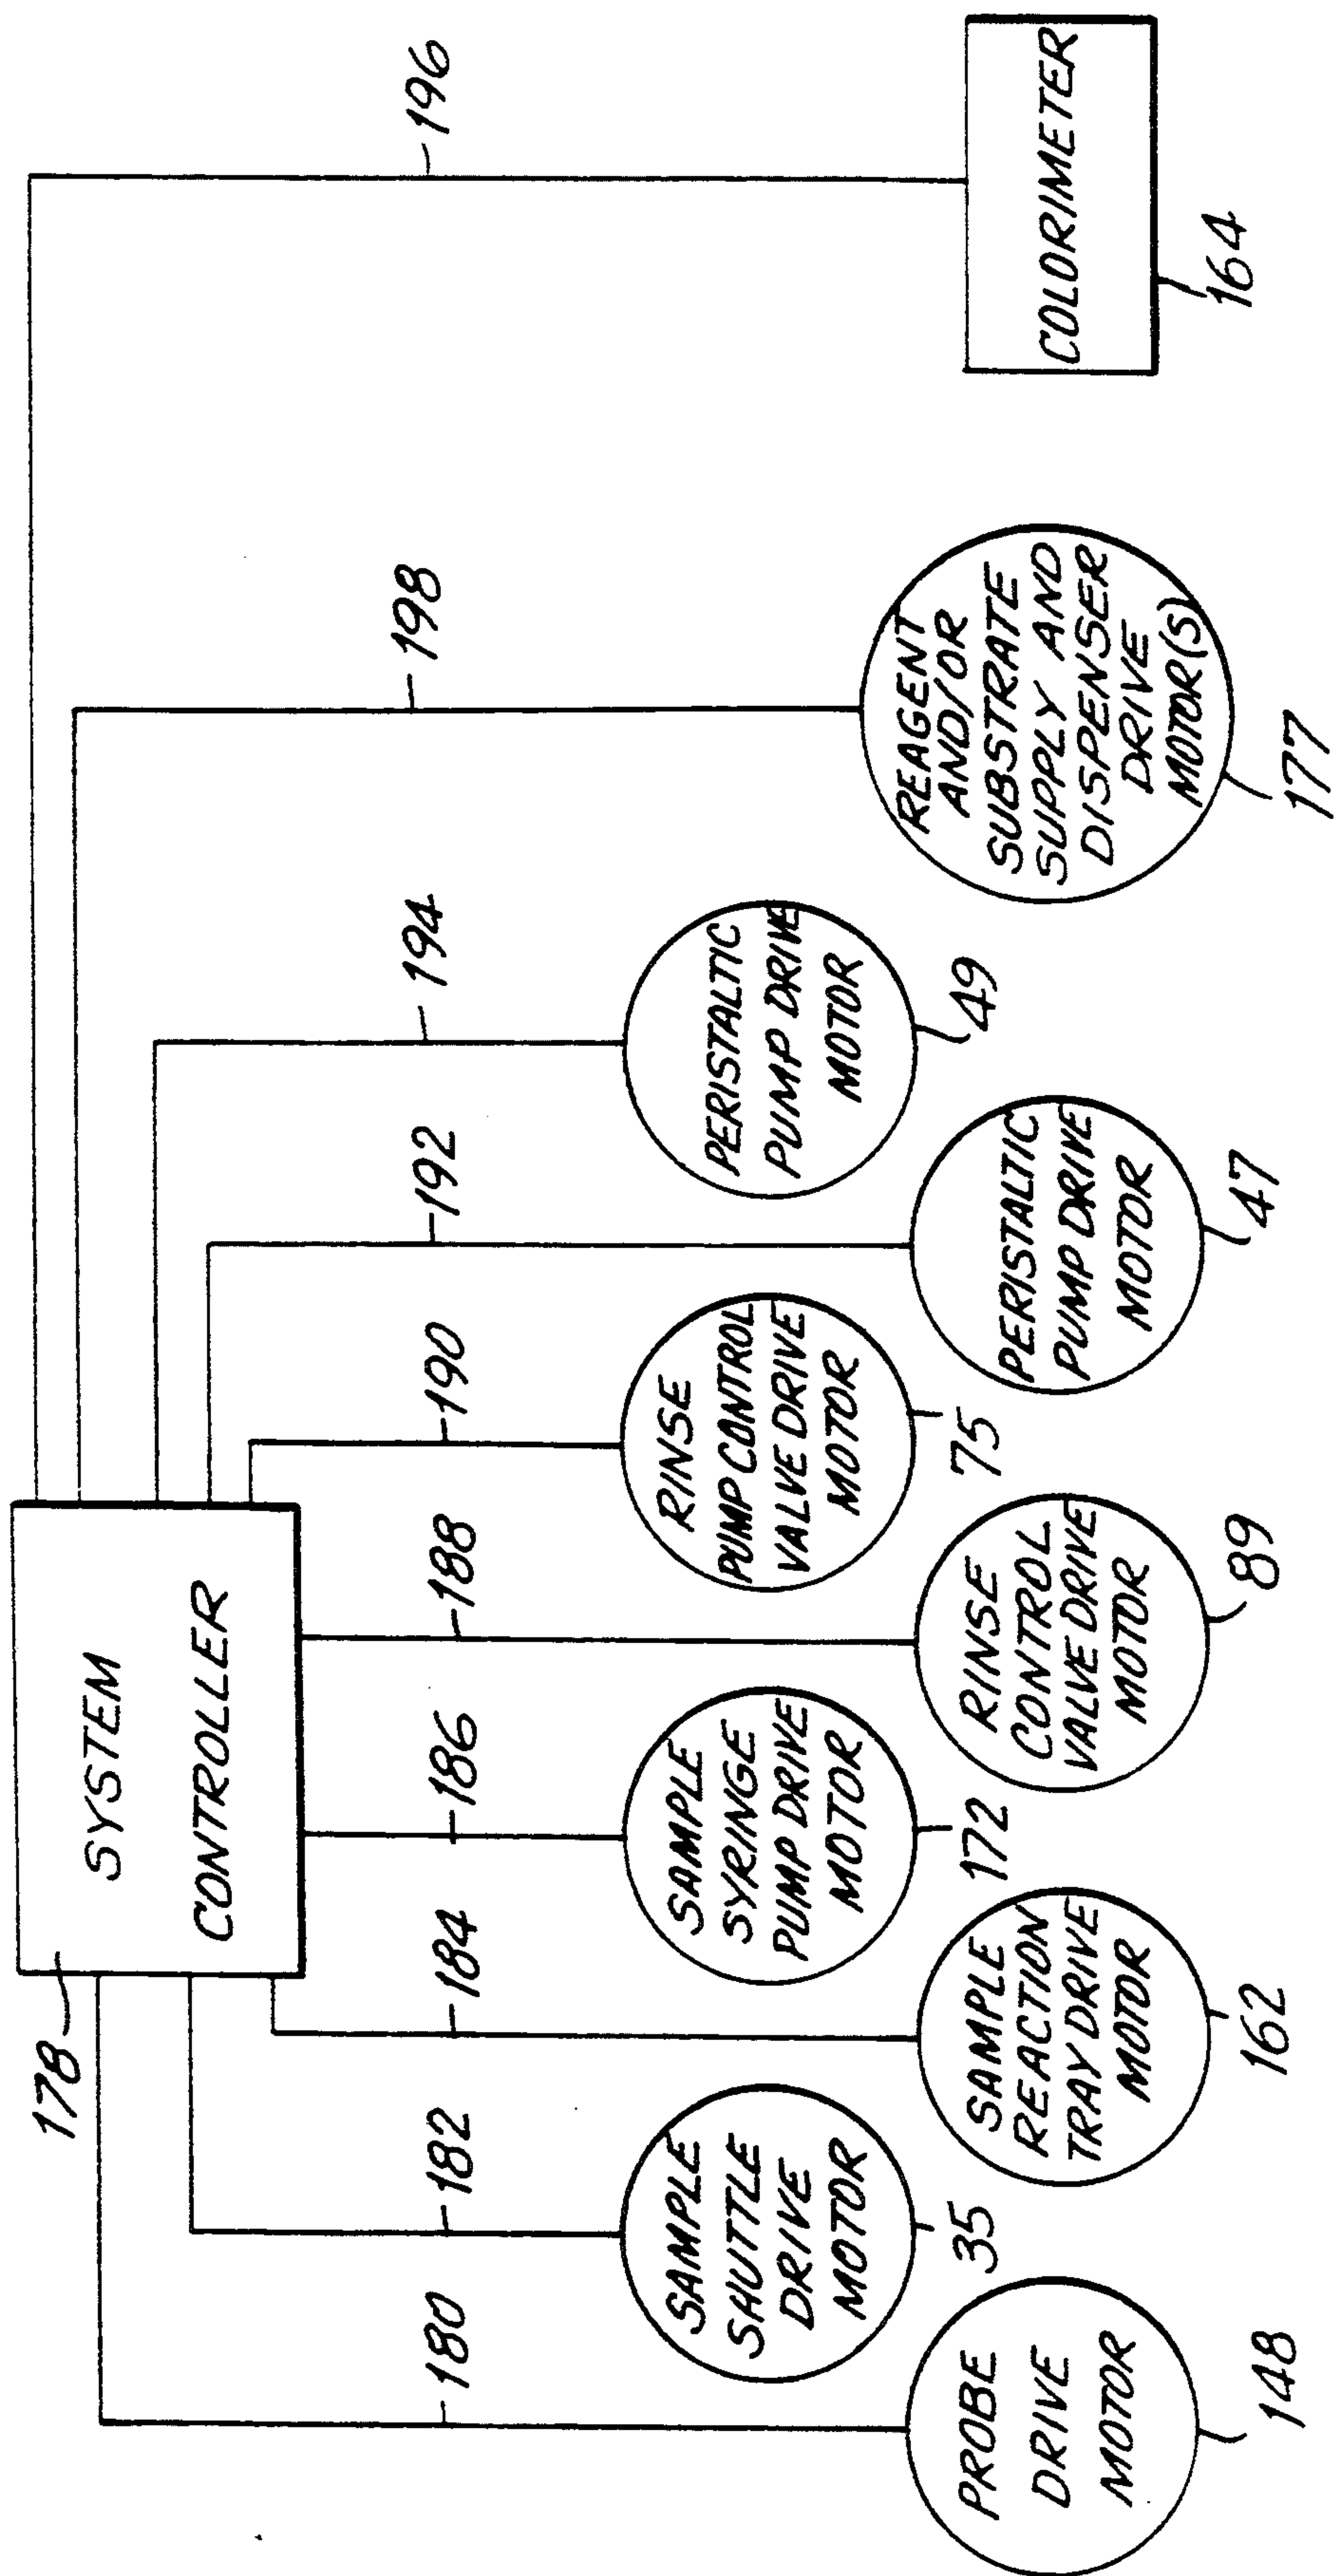 178
SYSTEM
CONTROLLER
180
182
184
186
188
190
192
194
198
196
PROBE
DRIVE
MOTOR
148
SAMPLE
SHUTTLE
DRIVE
MOTOR
35
SAMPLE
REACTION
TRAY DRIVE
MOTOR
162
SAMPLE
SYRINGE
PUMP DRIVE
MOTOR
172
RINSE
CONTROL
VALVE DRIVE
MOTOR
89
RINSE
PUMP CONTROL
VALVE DRIVE
MOTOR
75
PERISTALTIC
PUMP DRIVE
MOTOR
47
PERISTALTIC
PUMP DRIVE
MOTOR
49
REAGENT
AND/OR
SUBSTRATE
SUPPLY AND
DISPENSER
DRIVE
MOTOR(S)
177
COLORIMETER
164